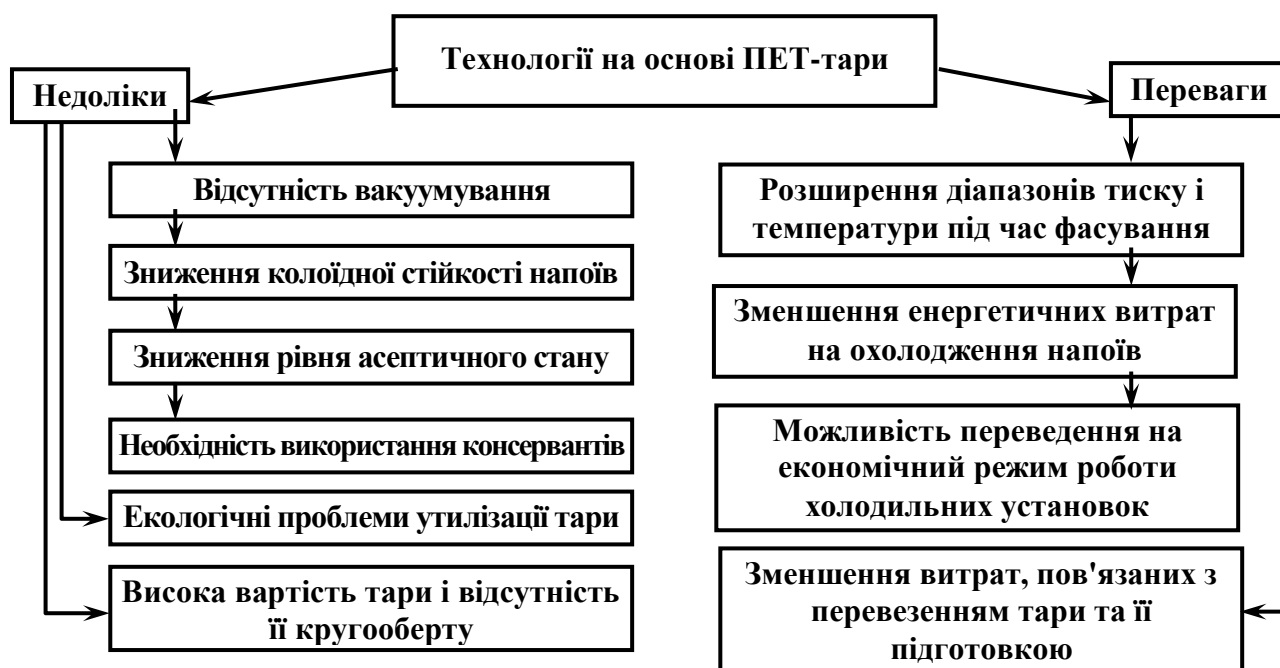 Технології на основі ПЕТ-тари
Недоліки
Переваги
Відсутність вакуумування
Зниження колоїдної стійкості напоїв
Зниження рівня асептичного стану
Необхідність використання консервантів
Екологічні проблеми утилізації тари
Висока вартість тари і відсутність
її кругооберту
Розширення діапазонів тиску і
температури під час фасування
Зменшення енергетичних витрат
на охолодження напоїв
Можливість переведення на
економічний режим роботи
холодильних установок
Зменшення витрат, пов'язаних з
перевезенням тари та її
підготовкою